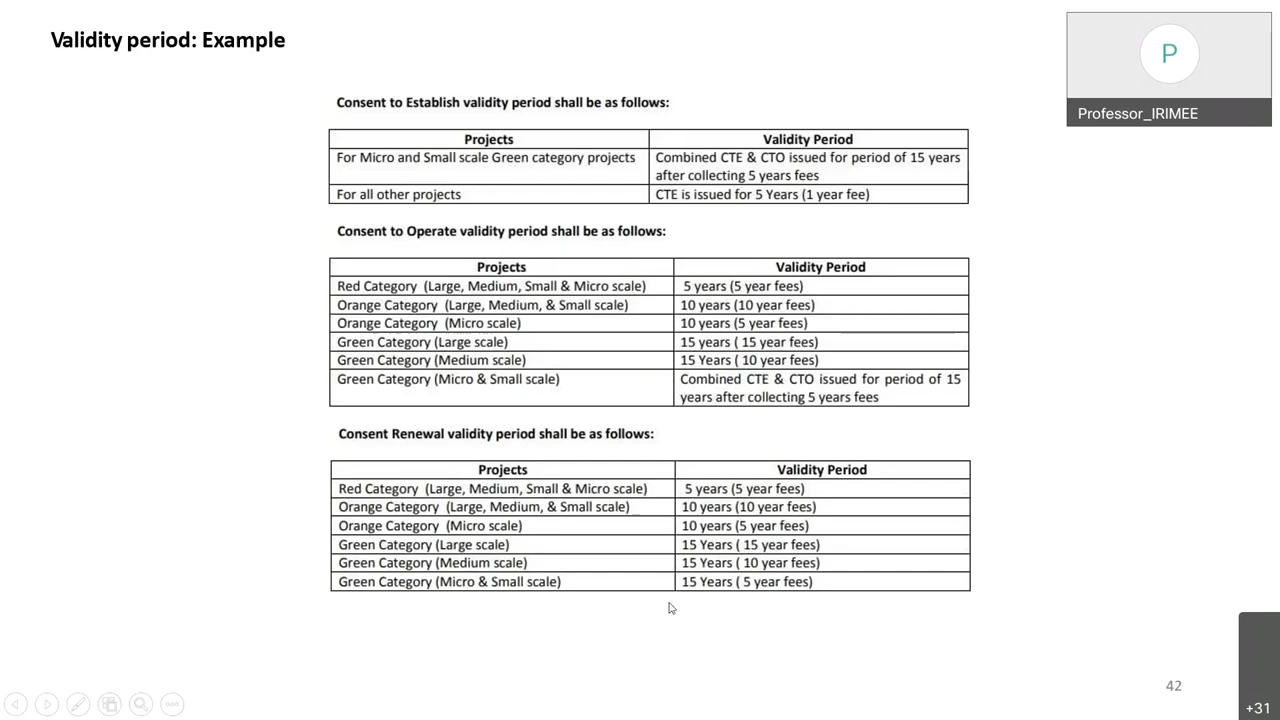 Validity period: Example
P
Professor_IRIMEE
Consent to Establish validity period shall be as follows:
Projects Validity Period
For Micro and Small scale Green category projects Combined CTE & CTO issued for period of 15 years
after collecting 5 years fees
For all other projects CTE is issued for 5 Years (1 year fee)
Consent to Operate validity period shall be as follows:
Projects Validity Period
Red Category (Large, Medium, Small & Micro scale) 5 years (5 year fees)
Orange Category (Large, Medium, & Small scale) 10 years (10 year fees)
Orange Category (Micro scale) 10 years (5 year fees)
Green Category (Large scale) 15 years ( 15 year fees)
Green Category (Medium scale) 15 Years ( 10 year fees)
Green Category (Micro & Small scale) Combined CTE & CTO issued for period of 15
years after collecting 5 years fees
Consent Renewal validity period shall be as follows:
Projects Validity Period
Red Category (Large, Medium, Small & Micro scale) 5 years (5 year fees)
Orange Category (Large, Medium, & Small scale) 10 years (10 year fees)
Orange Category (Micro scale) 10 years (5 year fees)
Green Category (Large scale) 15 Years ( 15 year fees)
Green Category (Medium scale) 15 Years ( 10 year fees)
Green Category (Micro & Small scale) 15 Years ( 5 year fees)
42
+31